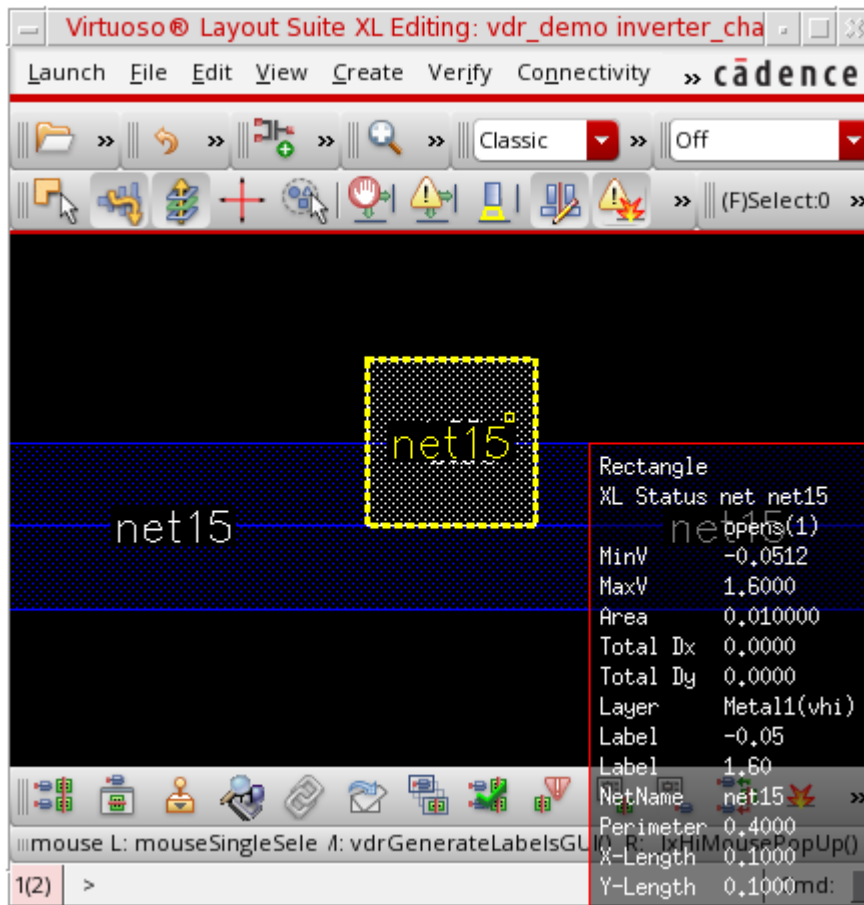 Virtuoso® Layout Suite XL Editing: vdr_demo inverter_cha
Launch File Edit View Create Verify Connectivity » cādence
» » » » Classic » Off
» (F)Select:0 »
net15
net15
net15
Rectangle
XL Status net net15
opens(1)
MinV -0.0512
MaxV 1.6000
Area 0.010000
Total Dx 0.0000
Total Dy 0.0000
Layer Metal1(vhi)
Label -0.05
Label 1.60
NetName net15
Perimeter 0.4000
X-Length 0.1000
Y-Length 0.1000
»
mouse L: mouseSingleSele M: vdrGenerateLabelsGUI() R: _lxHiMousePopUp()
1(2) > Cmd: